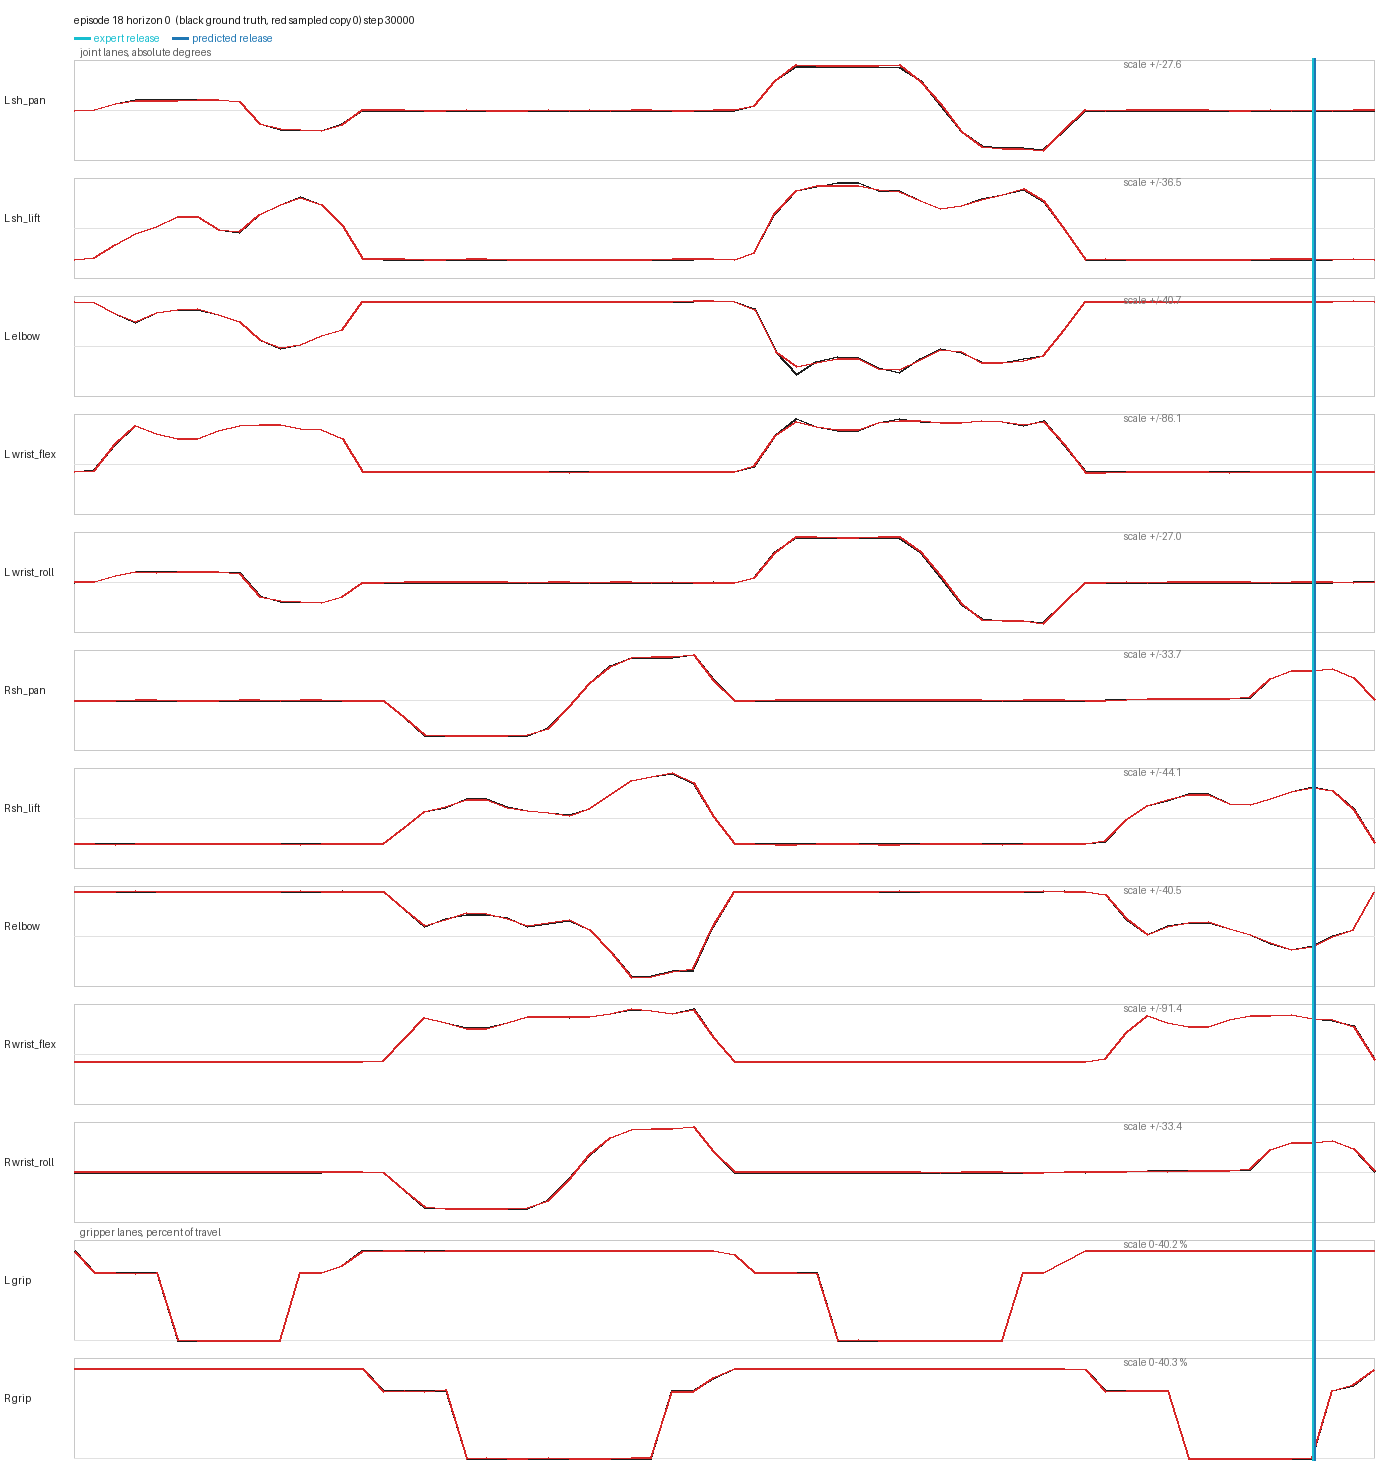 episode 18 horizon 0 (black ground truth, red sampled copy 0) step 30000
expert release predicted release
joint lanes, absolute degrees
L sh_pan scale +/-27.6
L sh_lift scale +/-36.5
L elbow scale +/-40.7
L wrist_flex scale +/-86.1
L wrist_roll scale +/-27.0
R sh_pan scale +/-33.7
R sh_lift scale +/-44.1
R elbow scale +/-40.5
R wrist_flex scale +/-91.4
R wrist_roll scale +/-33.4
gripper lanes, percent of travel
L grip scale 0-40.2 %
R grip scale 0-40.3 %